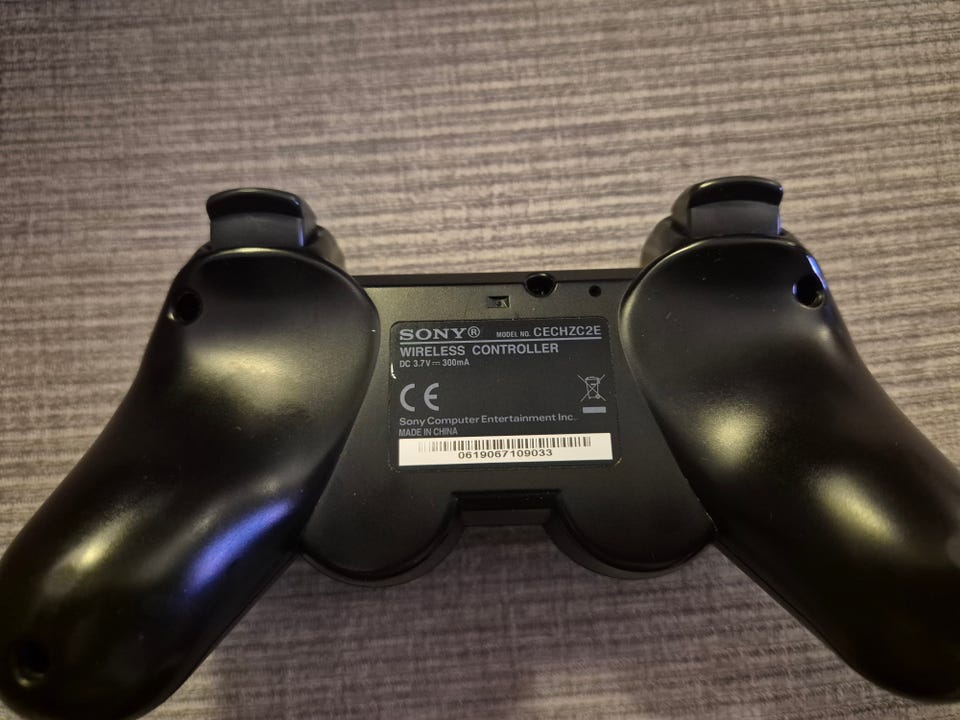 SONY® MODEL NO. CECHZC2E
WIRELESS CONTROLLER
DC 3.7V ⎓ 300mA
CE
Sony Computer Entertainment Inc.
MADE IN CHINA
0619067109033